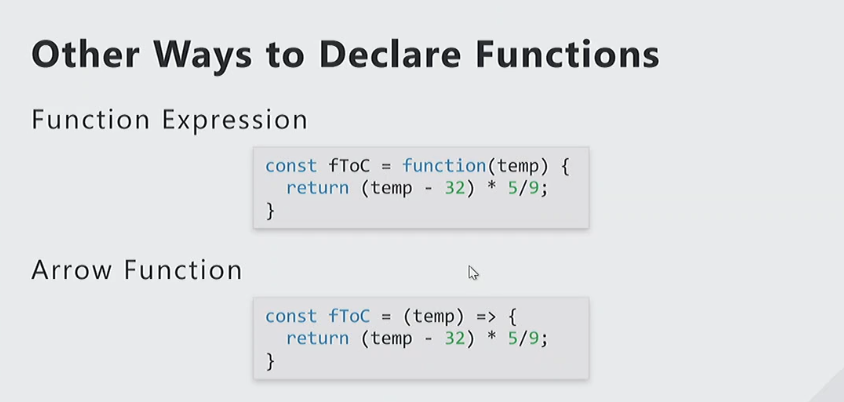 Other Ways to Declare Functions
Function Expression
const fToC = function(temp) {
  return (temp - 32) * 5/9;
}
Arrow Function
const fToC = (temp) => {
  return (temp - 32) * 5/9;
}